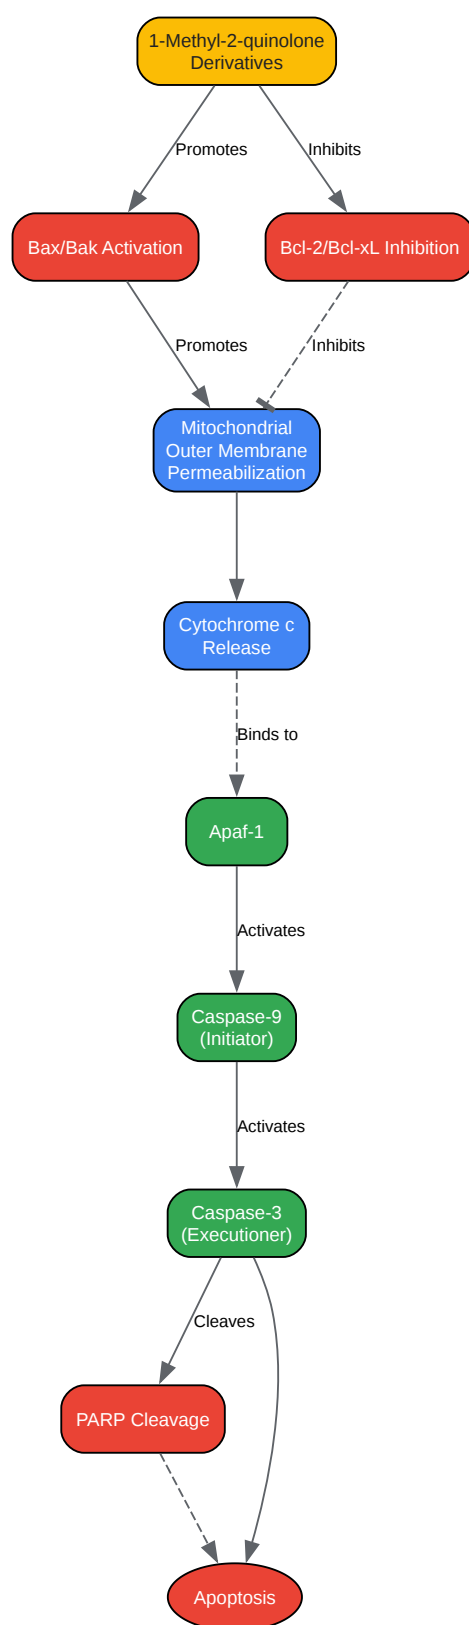 1-Methyl-2-quinolone
Derivatives
Promotes
Inhibits
Bax/Bak Activation
Bcl-2/Bcl-xL Inhibition
Promotes
Inhibits
Mitochondrial
Outer Membrane
Permeabilization
Cytochrome c
Release
Binds to
Apaf-1
Activates
Caspase-9
(Initiator)
Activates
Caspase-3
(Executioner)
Cleaves
PARP Cleavage
Apoptosis